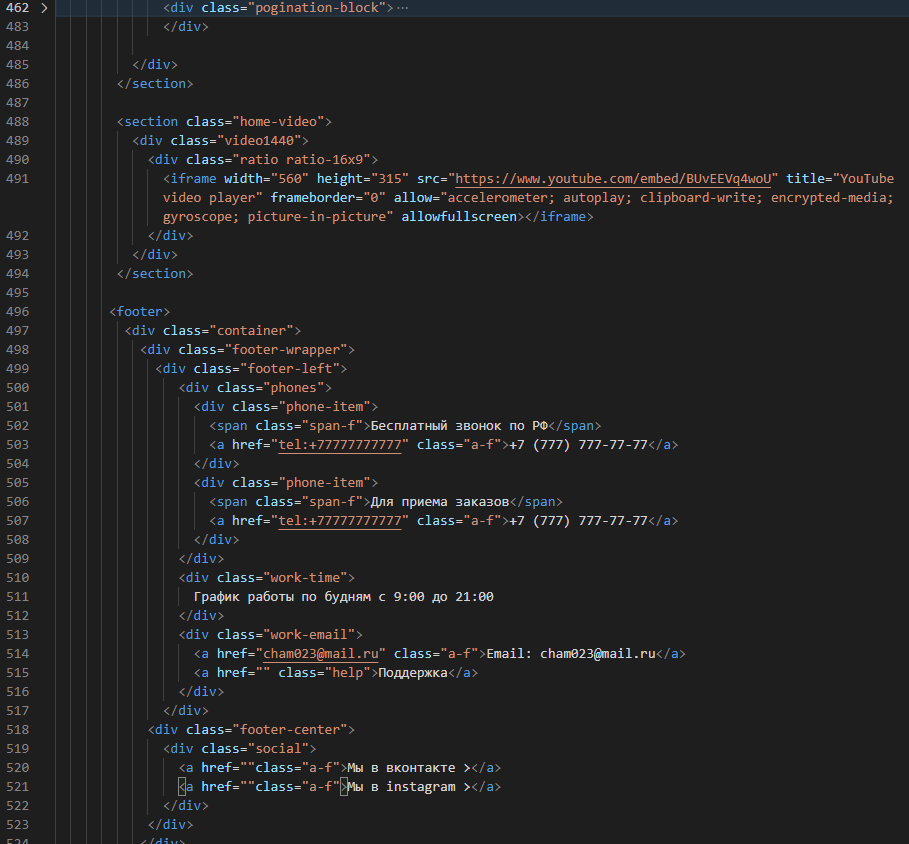 462 > <div class="pogination-block">···
483 </div>
484
485 </div>
486 </section>
487
488 <section class="home-video">
489 <div class="video1440">
490 <div class="ratio ratio-16x9">
491 <iframe width="560" height="315" src="https://www.youtube.com/embed/BUvEEVq4woU" title="YouTube
video player" frameborder="0" allow="accelerometer; autoplay; clipboard-write; encrypted-media;
gyroscope; picture-in-picture" allowfullscreen></iframe>
492 </div>
493 </div>
494 </section>
495
496 <footer>
497 <div class="container">
498 <div class="footer-wrapper">
499 <div class="footer-left">
500 <div class="phones">
501 <div class="phone-item">
502 <span class="span-f">Бесплатный звонок по РФ</span>
503 <a href="tel:+77777777777" class="a-f">+7 (777) 777-77-77</a>
504 </div>
505 <div class="phone-item">
506 <span class="span-f">Для приема заказов</span>
507 <a href="tel:+77777777777" class="a-f">+7 (777) 777-77-77</a>
508 </div>
509 </div>
510 <div class="work-time">
511 График работы по будням с 9:00 до 21:00
512 </div>
513 <div class="work-email">
514 <a href="cham023@mail.ru" class="a-f">Email: cham023@mail.ru</a>
515 <a href="" class="help">Поддержка</a>
516 </div>
517 </div>
518 <div class="footer-center">
519 <div class="social">
520 <a href=""class="a-f">Мы в вконтакте ></a>
521 <a href=""class="a-f">Мы в instagram ></a>
522 </div>
523 </div>
524 </div>